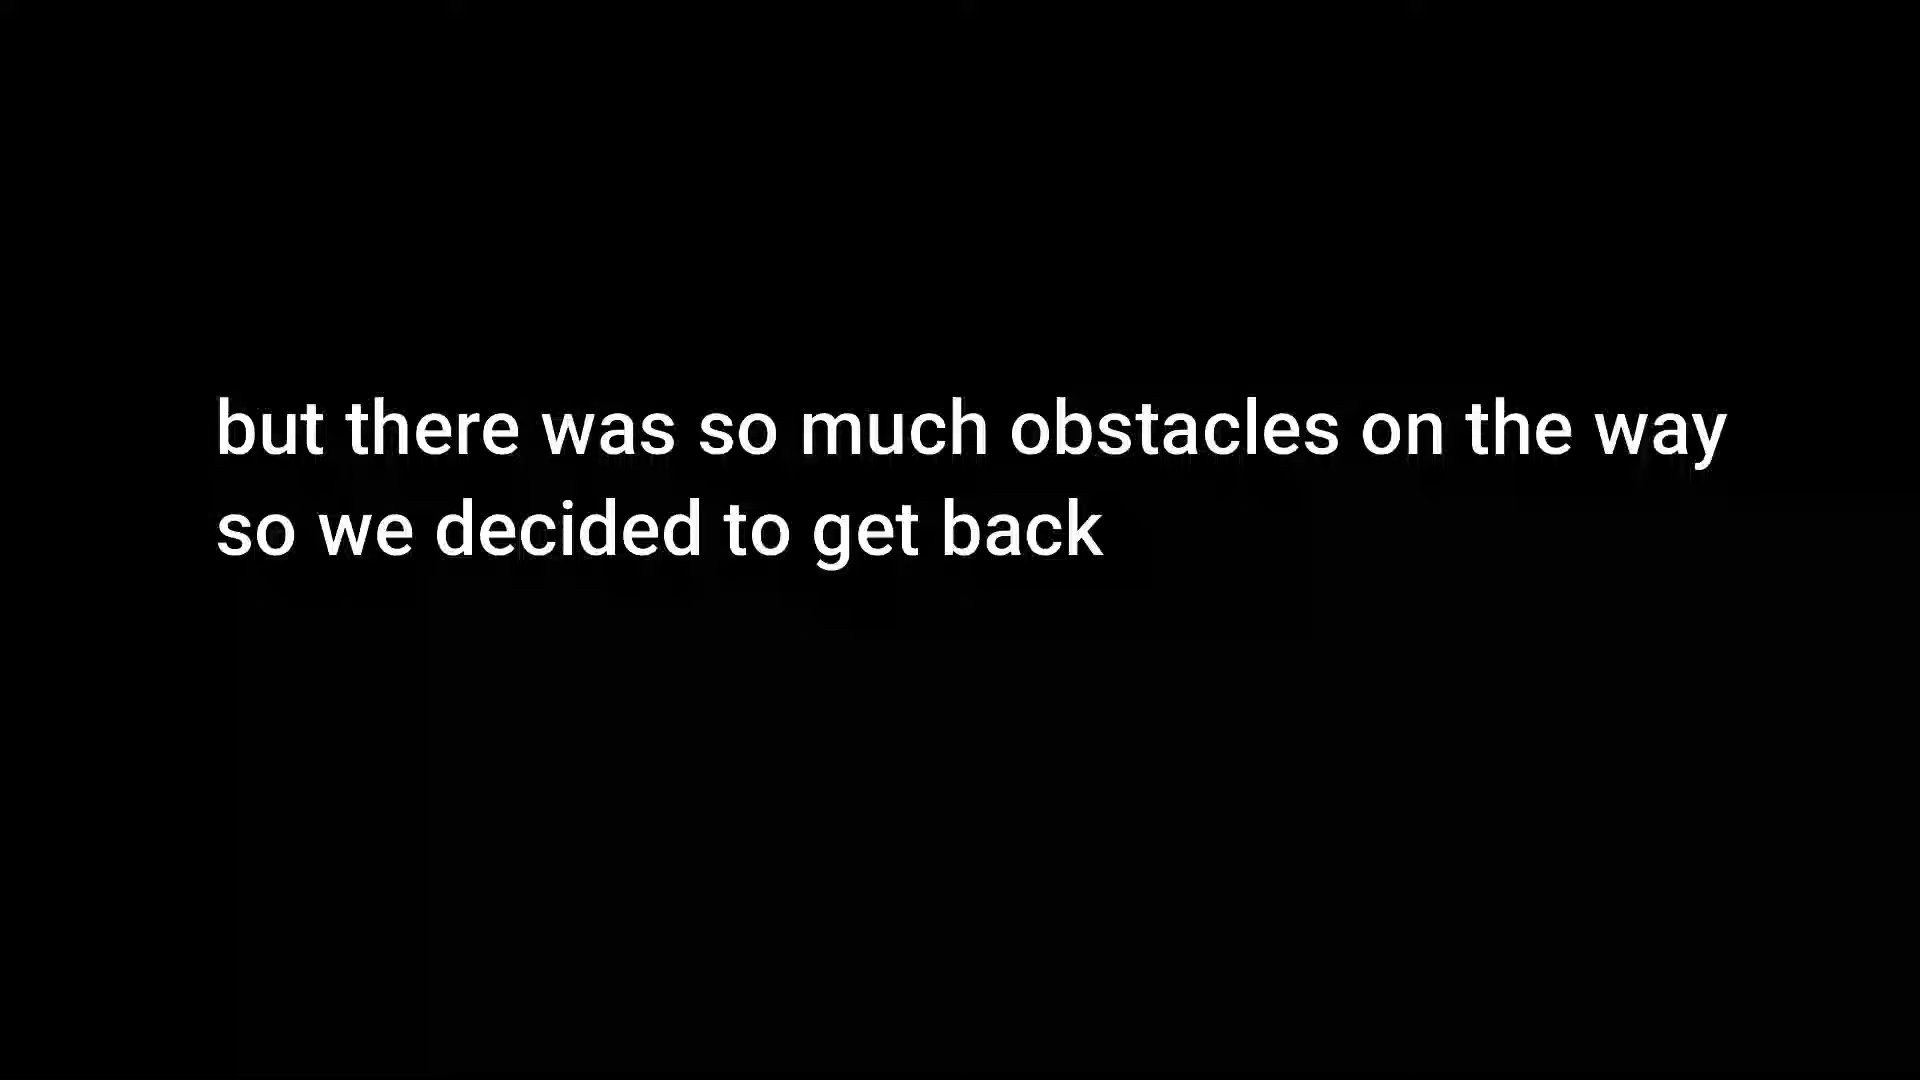 but there was so much obstacles on the way
so we decided to get back